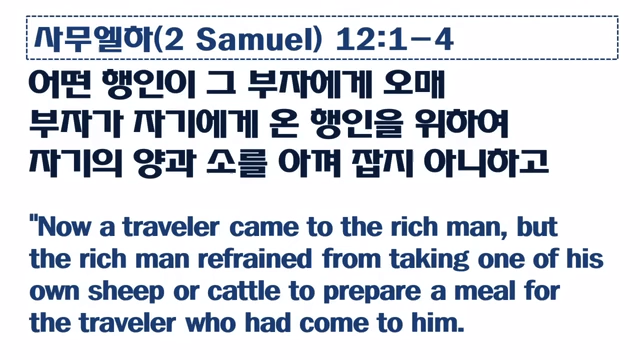 사무엘하(2 Samuel) 12:1-4
어떤 행인이 그 부자에게 오매
부자가 자기에게 온 행인을 위하여
자기의 양과 소를 아껴 잡지 아니하고
"Now a traveler came to the rich man, but
the rich man refrained from taking one of his
own sheep or cattle to prepare a meal for
the traveler who had come to him.